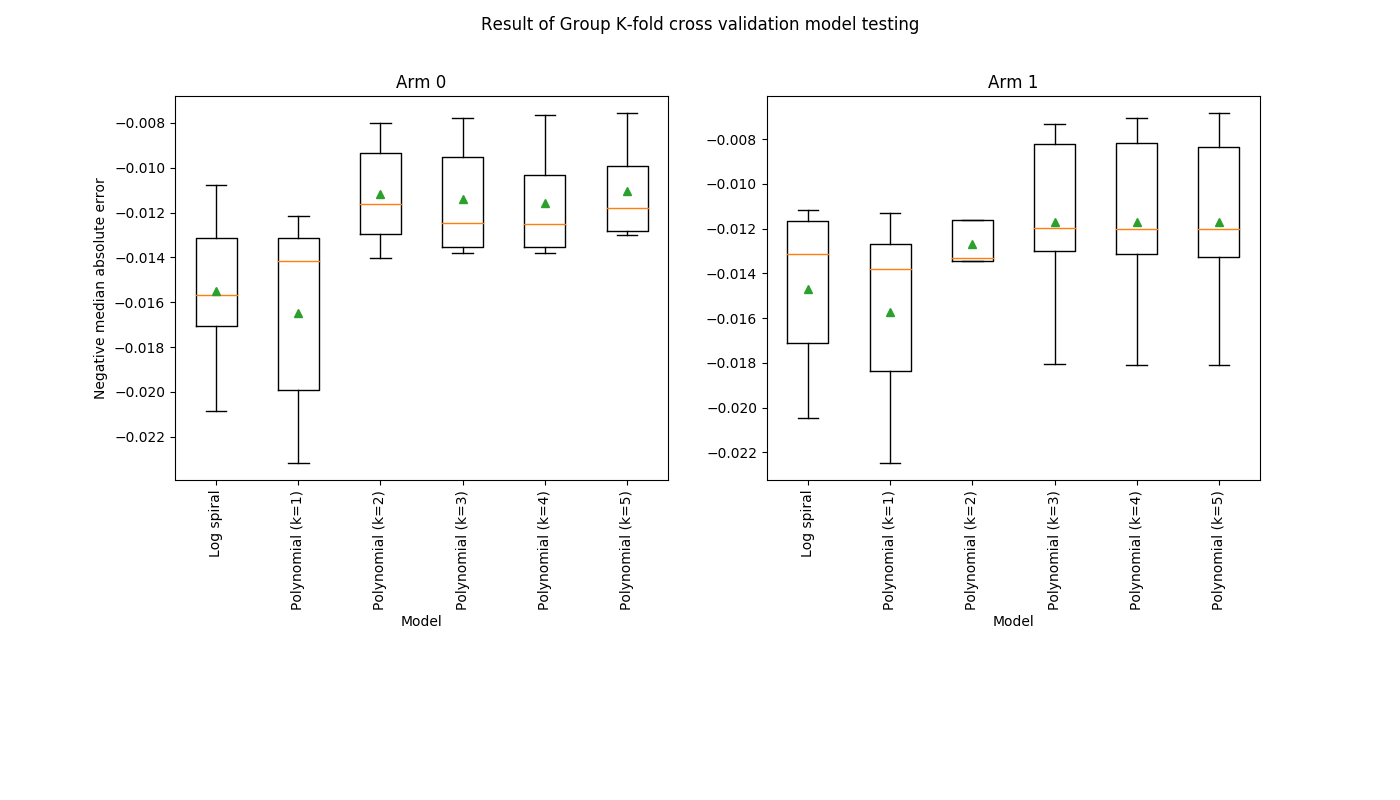 Result of Group K-fold cross validation model testing
Arm 0
Negative median absolute error
−0.008
−0.010
−0.012
−0.014
−0.016
−0.018
−0.020
−0.022
Log spiral
Polynomial (k=1)
Polynomial (k=2)
Polynomial (k=3)
Polynomial (k=4)
Polynomial (k=5)
Model
Arm 1
−0.008
−0.010
−0.012
−0.014
−0.016
−0.018
−0.020
−0.022
Log spiral
Polynomial (k=1)
Polynomial (k=2)
Polynomial (k=3)
Polynomial (k=4)
Polynomial (k=5)
Model